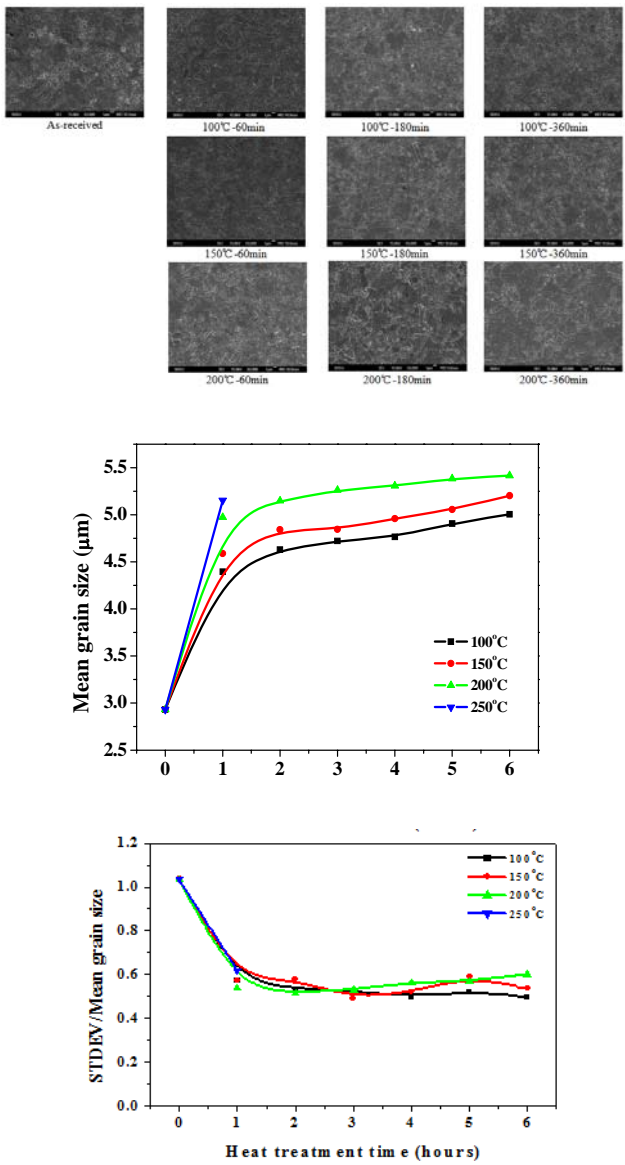 As-received
100℃-60min
100℃-180min
100℃-360min
150℃-60min
150℃-180min
150℃-360min
200℃-60min
200℃-180min
200℃-360min
Mean grain size (μm)
5.5
5.0
4.5
4.0
3.5
3.0
2.5
100°C
150°C
200°C
250°C
0 1 2 3 4 5 6
STDEV/Mean grain size
1.2
1.0
0.8
0.6
0.4
0.2
0.0
100°C
150°C
200°C
250°C
0 1 2 3 4 5 6
Heat treatment time (hours)